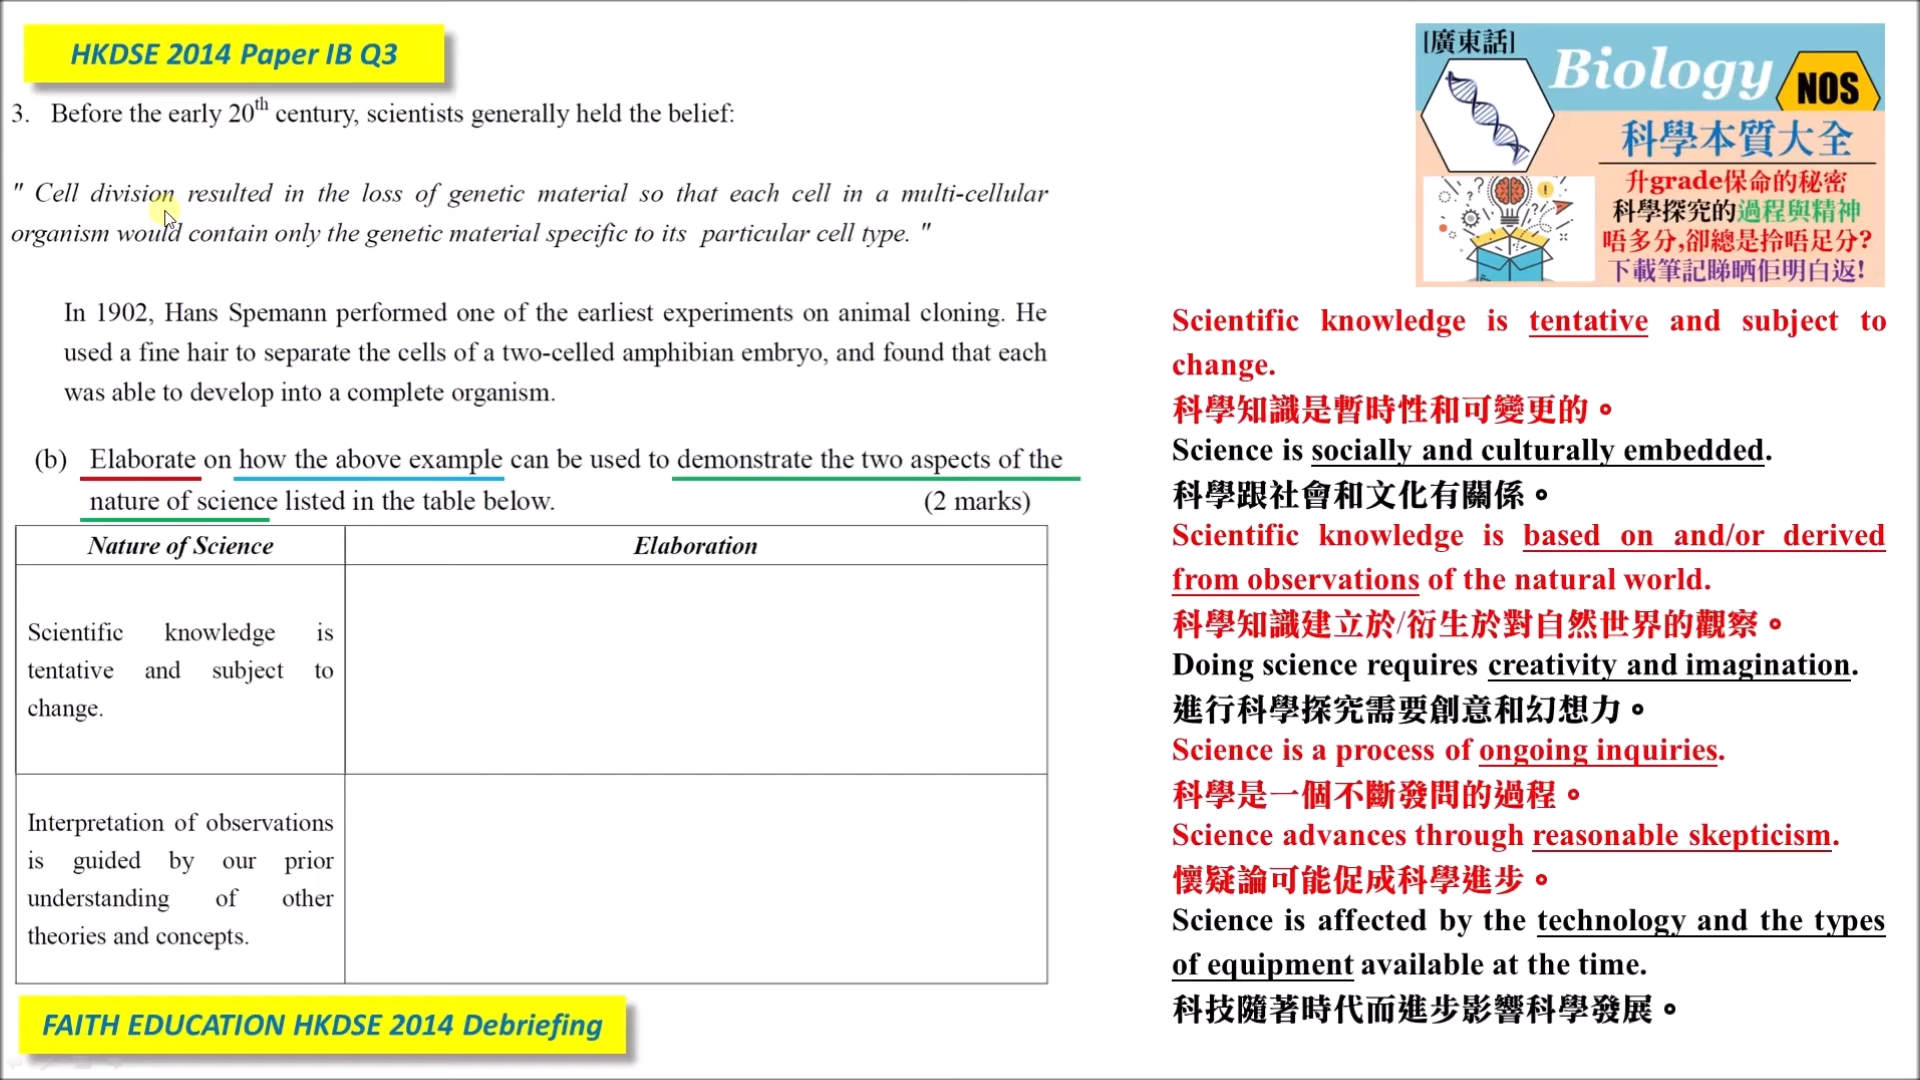 HKDSE 2014 Paper IB Q3
3. Before the early 20th century, scientists generally held the belief:
" Cell division resulted in the loss of genetic material so that each cell in a multi-cellular
organism would contain only the genetic material specific to its particular cell type. "
In 1902, Hans Spemann performed one of the earliest experiments on animal cloning. He
used a fine hair to separate the cells of a two-celled amphibian embryo, and found that each
was able to develop into a complete organism.
(b) Elaborate on how the above example can be used to demonstrate the two aspects of the
nature of science listed in the table below. (2 marks)
Nature of Science
Elaboration
Scientific knowledge is
tentative and subject to
change.
Interpretation of observations
is guided by our prior
understanding of other
theories and concepts.
FAITH EDUCATION HKDSE 2014 Debriefing
[廣東話]
Biology
NOS
科學本質大全
升grade保命的秘密
科學探究的過程與精神
唔多分,卻總是拎唔足分?
下載筆記睇晒佢明白返!
Scientific knowledge is tentative and subject to
change.
科學知識是暫時性和可變更的。
Science is socially and culturally embedded.
科學跟社會和文化有關係。
Scientific knowledge is based on and/or derived
from observations of the natural world.
科學知識建立於/衍生於對自然世界的觀察。
Doing science requires creativity and imagination.
進行科學探究需要創意和幻想力。
Science is a process of ongoing inquiries.
科學是一個不斷發問的過程。
Science advances through reasonable skepticism.
懷疑論可能促成科學進步。
Science is affected by the technology and the types
of equipment available at the time.
科技隨著時代而進步影響科學發展。